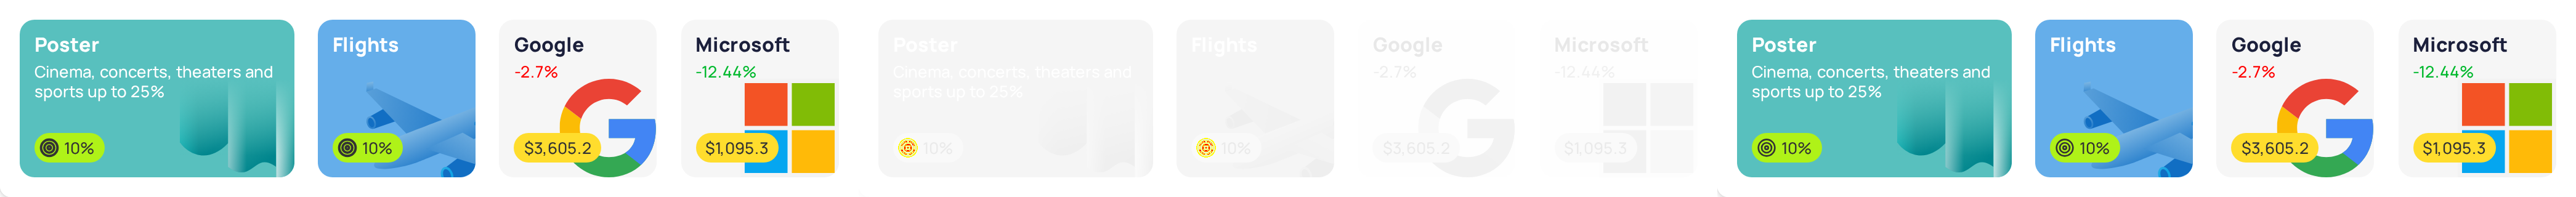 Poster
Cinema, concerts, theaters and
sports up to 25%
10%
Flights
10%
Google
-2.7%
$3,605.2
Microsoft
-12.44%
$1,095.3
Poster
Cinema, concerts, theaters and
sports up to 25%
10%
Flights
10%
Google
-2.7%
$3,605.2
Microsoft
-12.44%
$1,095.3
Poster
Cinema, concerts, theaters and
sports up to 25%
10%
Flights
10%
Google
-2.7%
$3,605.2
Microsoft
-12.44%
$1,095.3